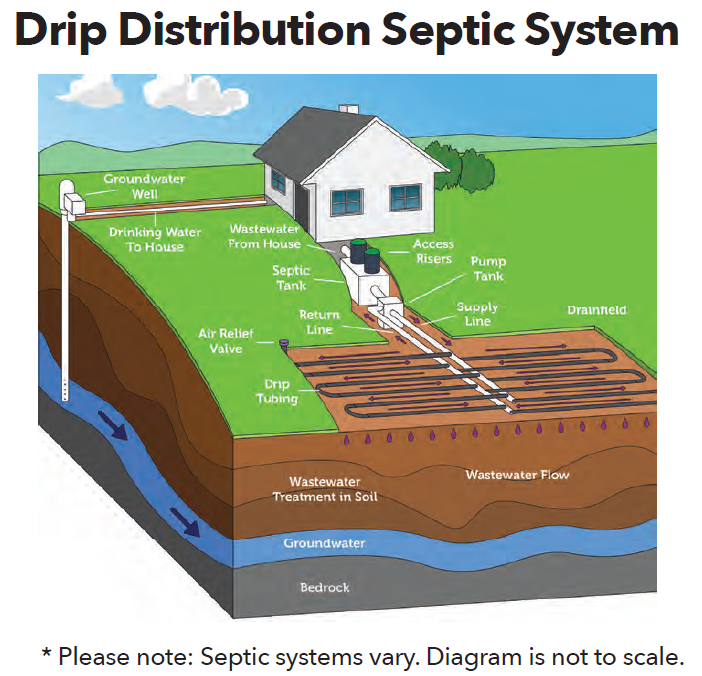 Drip Distribution Septic System
Groundwater
Well
Drinking Water
To House
Wastewater
From House
Access
Risers
Septic
Tank
Pump
Tank
Return
Line
Supply
Line
Drainfield
Air Relief
Valve
Drip
Tubing
Wastewater
Treatment in Soil
Wastewater Flow
Groundwater
Bedrock
* Please note: Septic systems vary. Diagram is not to scale.